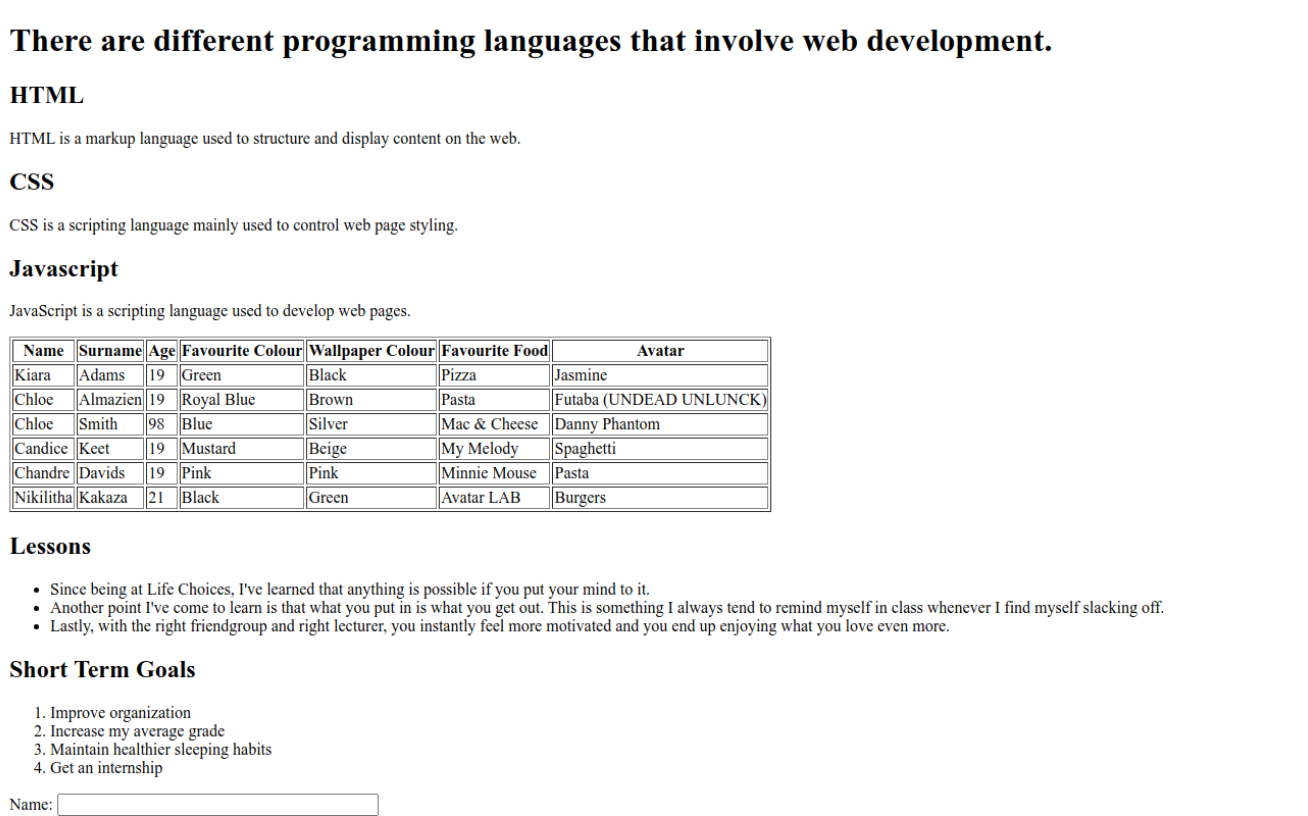 There are different programming languages that involve web development.
HTML
HTML is a markup language used to structure and display content on the web.
CSS
CSS is a scripting language mainly used to control web page styling.
Javascript
JavaScript is a scripting language used to develop web pages.
Name Surname Age Favourite Colour Wallpaper Colour Favourite Food Avatar
Kiara Adams 19 Green Black Pizza Jasmine
Chloe Almazien 19 Royal Blue Brown Pasta Futaba (UNDEAD UNLUNCK)
Chloe Smith 98 Blue Silver Mac & Cheese Danny Phantom
Candice Keet 19 Mustard Beige My Melody Spaghetti
Chandre Davids 19 Pink Pink Minnie Mouse Pasta
Nikilitha Kakaza 21 Black Green Avatar LAB Burgers
Lessons
• Since being at Life Choices, I've learned that anything is possible if you put your mind to it.
• Another point I've come to learn is that what you put in is what you get out. This is something I always tend to remind myself in class whenever I find myself slacking off.
• Lastly, with the right friendgroup and right lecturer, you instantly feel more motivated and you end up enjoying what you love even more.
Short Term Goals
1. Improve organization
2. Increase my average grade
3. Maintain healthier sleeping habits
4. Get an internship
Name: